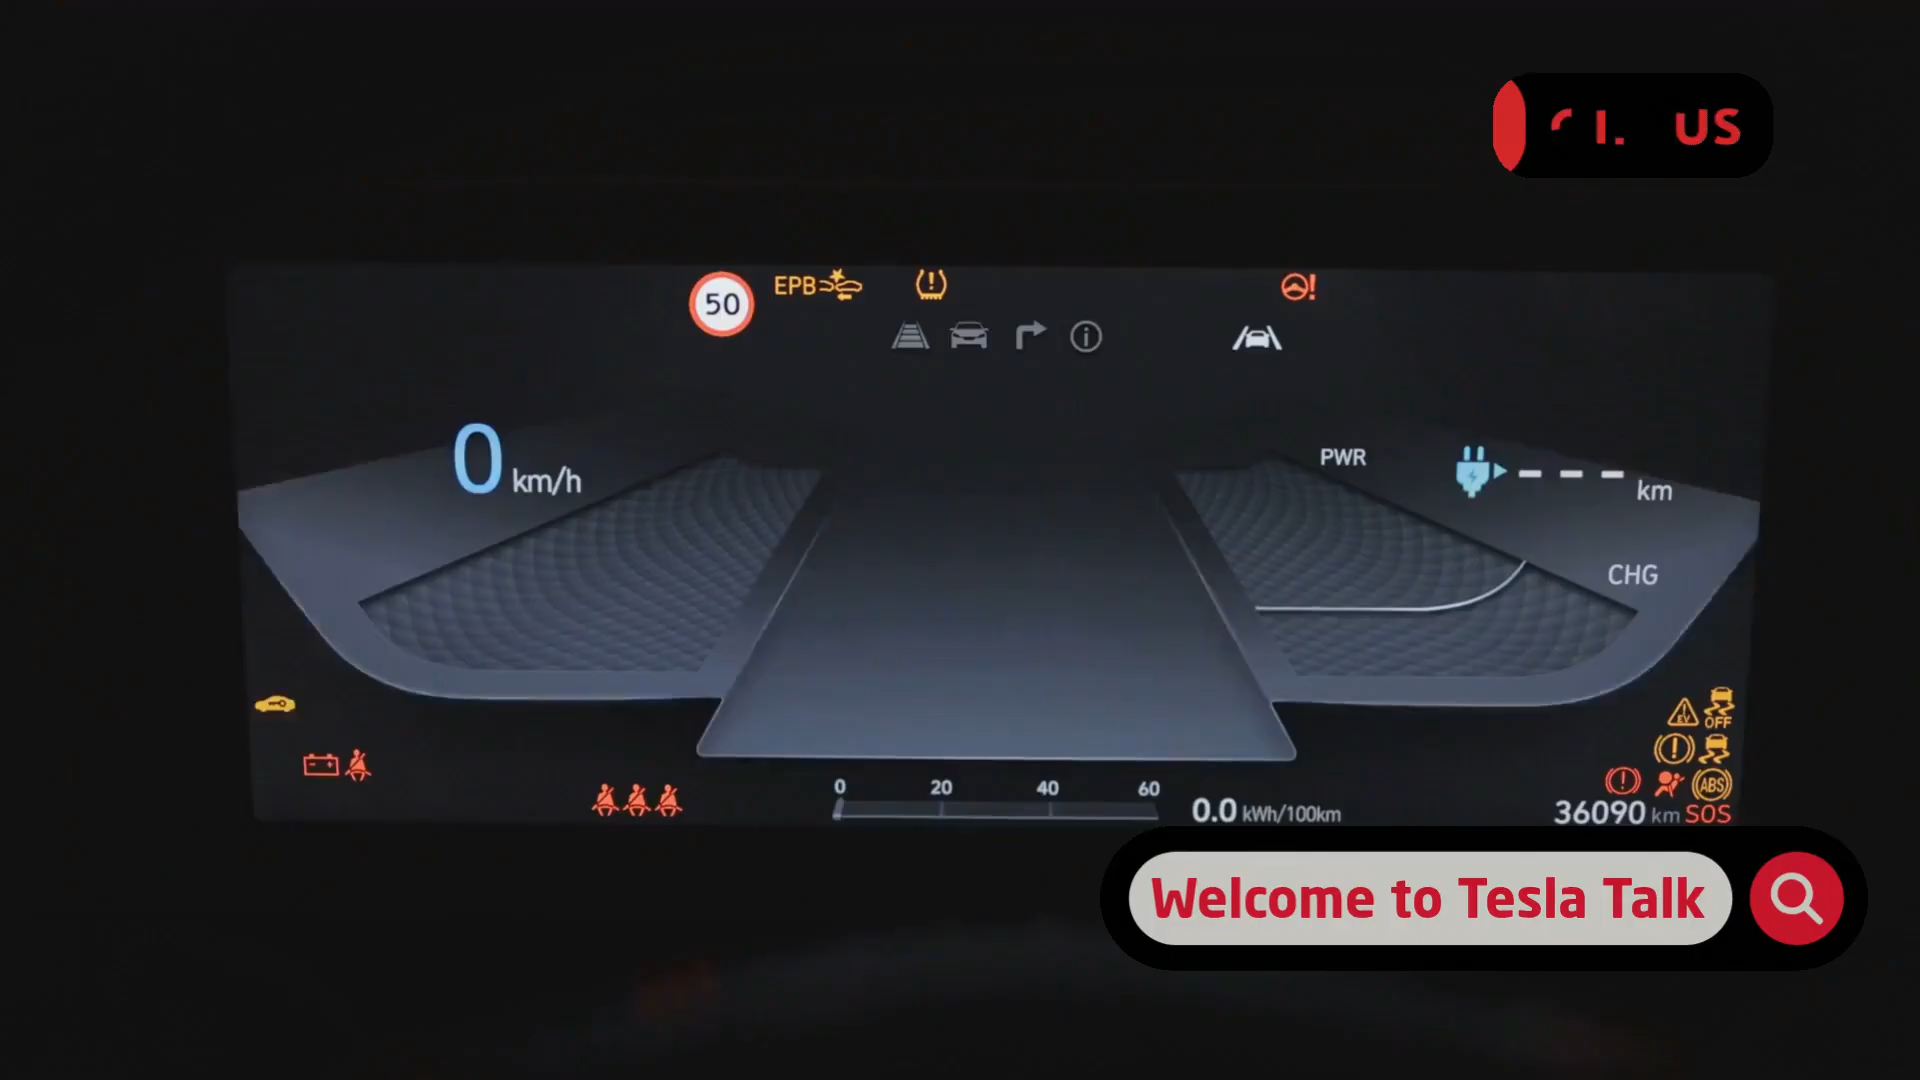 US
50
EPB
0 km/h
PWR
km
CHG
EV
OFF
ABS
0 20 40 60
0.0 kWh/100km
36090 km SOS
Welcome to Tesla Talk